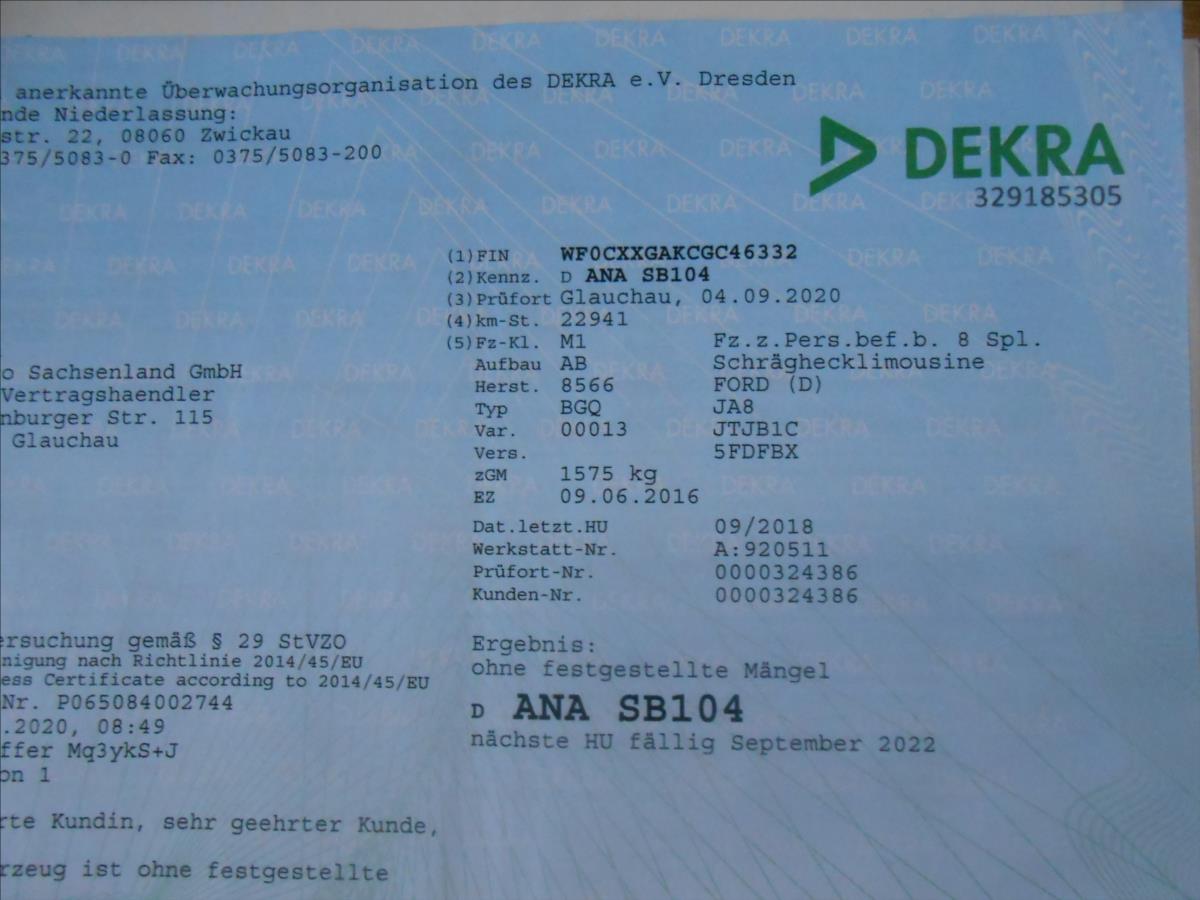 anerkannte Überwachungsorganisation des DEKRA e.V. Dresden
nde Niederlassung:
str. 22, 08060 Zwickau
375/5083-0 Fax: 0375/5083-200
DEKRA
329185305
(1) FIN WF0CXXGAKCGC46332
(2) Kennz. D ANA SB104
(3) Prüfort Glauchau, 04.09.2020
(4) km-St. 22941
(5) Fz-Kl. M1 Fz.z.Pers.bef.b. 8 Spl.
Aufbau AB Schräghecklimousine
Herst. 8566 FORD (D)
Typ BGQ JA8
Var. 00013 JTJB1C
Vers. 5FDFBX
zGM 1575 kg
EZ 09.06.2016
Dat.letzt.HU 09/2018
Werkstatt-Nr. A:920511
Prüfort-Nr. 0000324386
Kunden-Nr. 0000324386
o Sachsenland GmbH
Vertragshaendler
nburger Str. 115
Glauchau
ersuchung gemäß § 29 StVZO
nigung nach Richtlinie 2014/45/EU
ess Certificate according to 2014/45/EU
Nr. P065084002744
.2020, 08:49
ffer Mq3ykS+J
on 1
Ergebnis:
ohne festgestellte Mängel
D ANA SB104
nächste HU fällig September 2022
rte Kundin, sehr geehrter Kunde,
rzeug ist ohne festgestellte